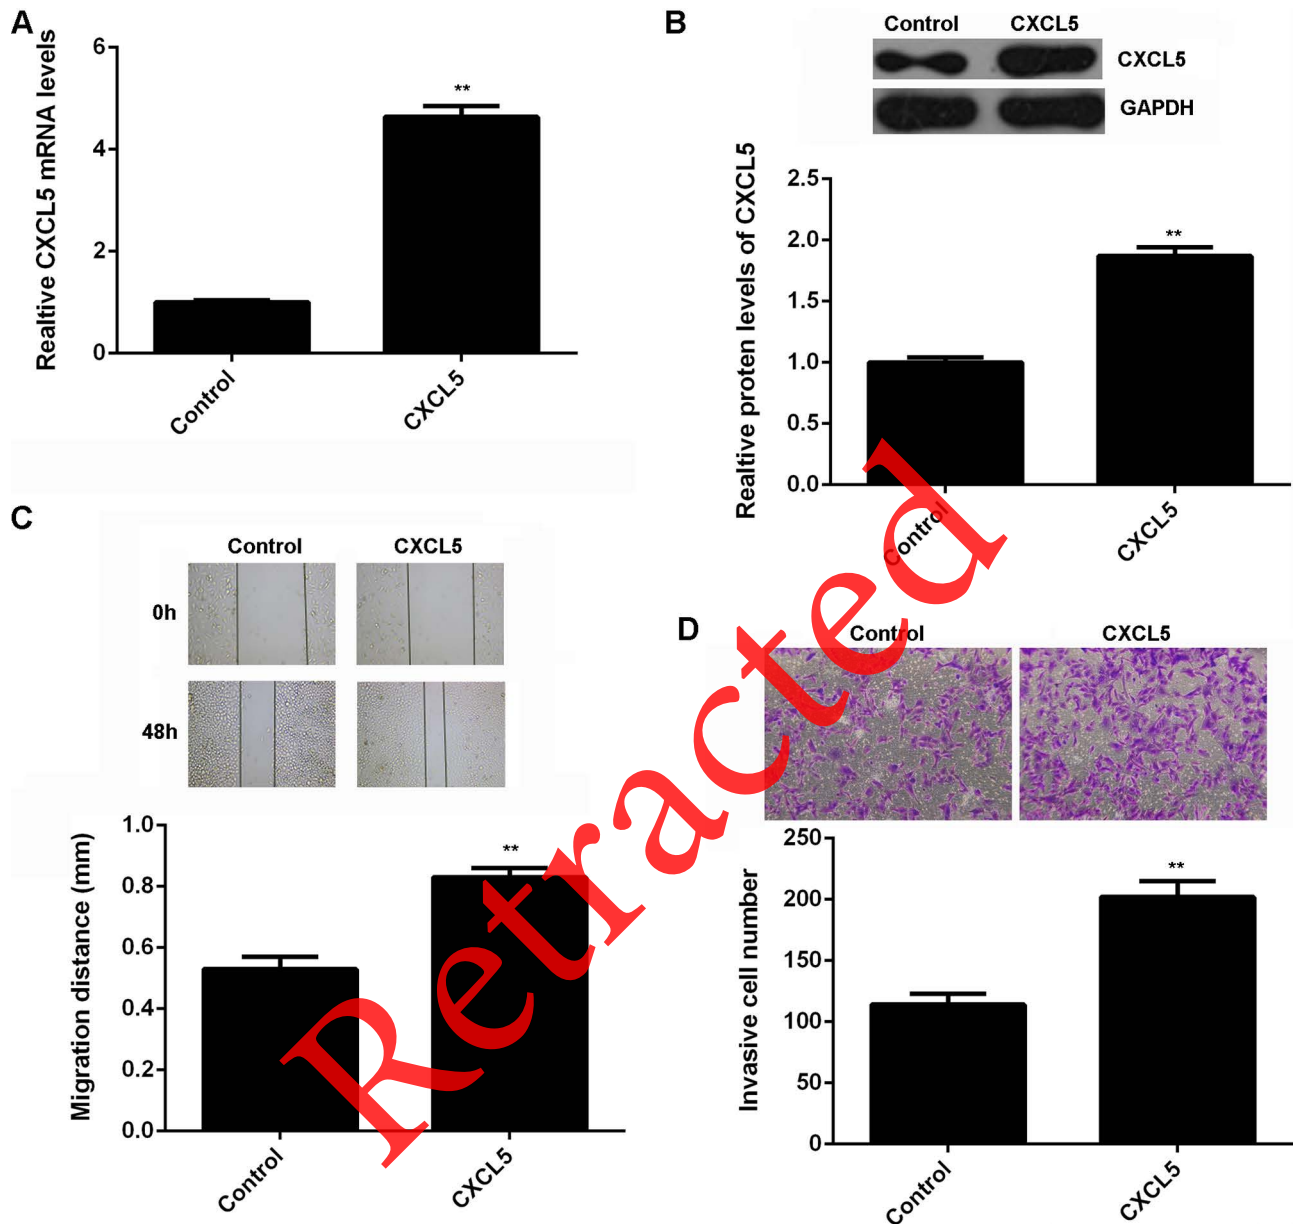 A
Realtive CXCL5 mRNA levels
6
4
2
0
**
Control
CXCL5
B
Control
CXCL5
CXCL5
GAPDH
Realtive proten levels of CXCL5
2.5
2.0
1.5
1.0
0.5
0.0
**
Control
CXCL5
C
Control
CXCL5
0h
48h
Migration distance (mm)
1.0
0.8
0.6
0.4
0.2
0.0
**
Control
CXCL5
D
Control
CXCL5
Invasive cell number
250
200
150
100
50
0
**
Control
CXCL5
Retracted